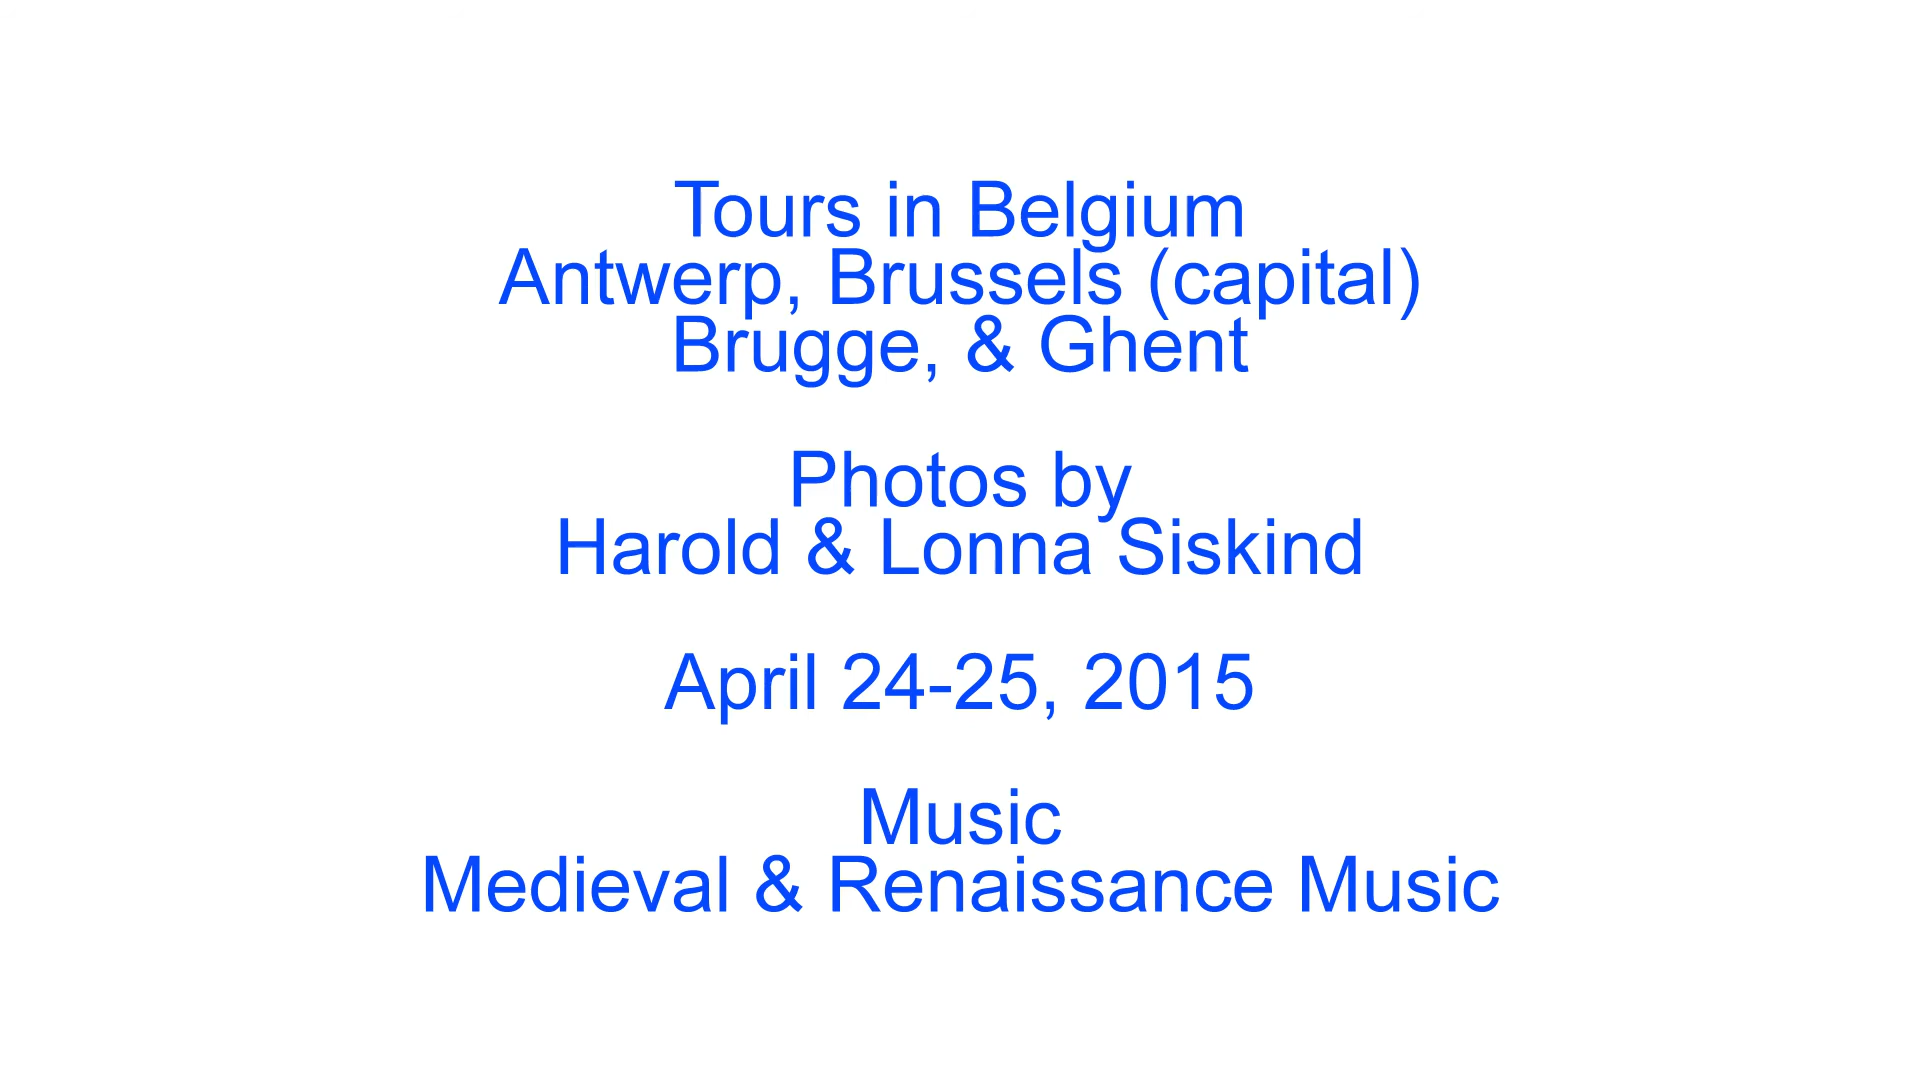 Tours in Belgium
Antwerp, Brussels (capital)
Brugge, & Ghent
Photos by
Harold & Lonna Siskind
April 24-25, 2015
Music
Medieval & Renaissance Music